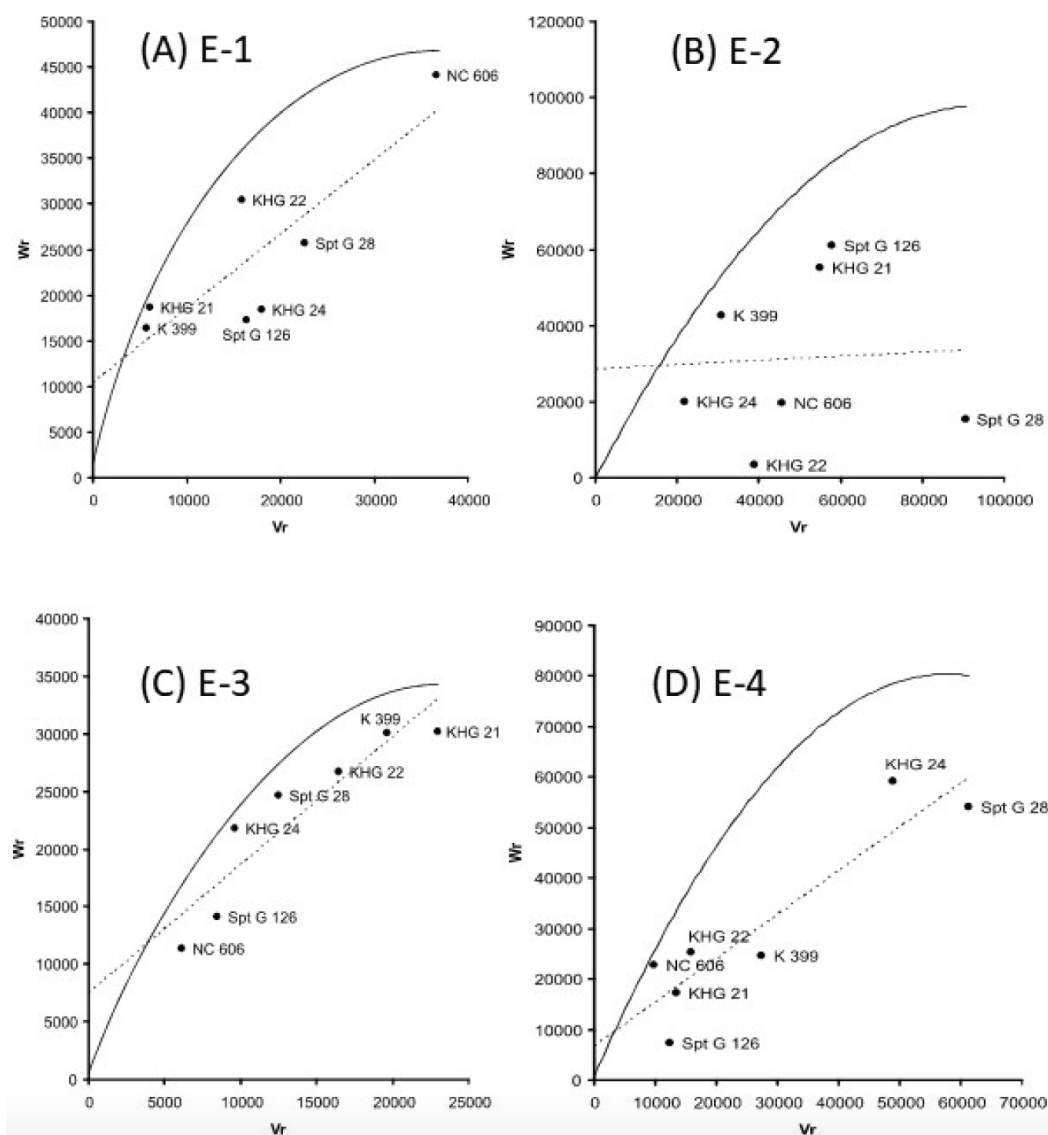 (A) E-1
50000
45000
40000
35000
30000
25000
20000
15000
10000
5000
0
Wr
NC 606
KHG 22
Spt G 28
KHG 21
KHG 24
K 399
Spt G 126
0 10000 20000 30000 40000
Vr
(B) E-2
120000
100000
80000
60000
40000
20000
0
Wr
Spt G 126
KHG 21
K 399
KHG 24
NC 606
Spt G 28
KHG 22
0 20000 40000 60000 80000 100000
Vr
(C) E-3
40000
35000
30000
25000
20000
15000
10000
5000
0
Wr
K 399
KHG 21
KHG 22
Spt G 28
KHG 24
Spt G 126
NC 606
0 5000 10000 15000 20000 25000
Vr
(D) E-4
90000
80000
70000
60000
50000
40000
30000
20000
10000
0
Wr
KHG 24
Spt G 28
KHG 22
K 399
NC 606
KHG 21
Spt G 126
0 10000 20000 30000 40000 50000 60000 70000
Vr